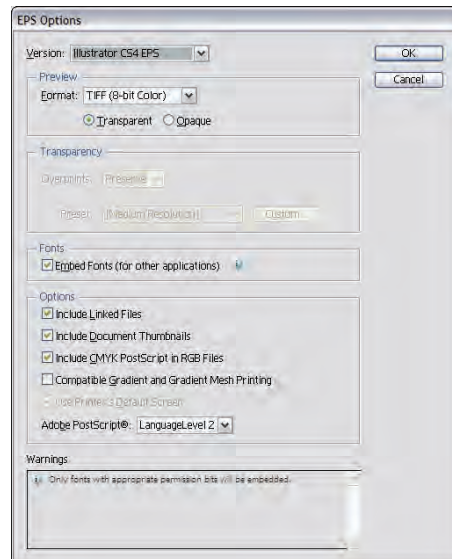 EPS Options
Version: Illustrator CS4 EPS
OK
Cancel
Preview
Format: TIFF (8-bit Color)
Transparent Opaque
Transparency
Overprints: Preserve
Preset: [Medium Resolution] Custom...
Fonts
Embed Fonts (for other applications)
Options
Include Linked Files
Include Document Thumbnails
Include CMYK PostScript in RGB Files
Compatible Gradient and Gradient Mesh Printing
Use Printer's Default Screen
Adobe PostScript®: LanguageLevel 2
Warnings
Only fonts with appropriate permission bits will be embedded.